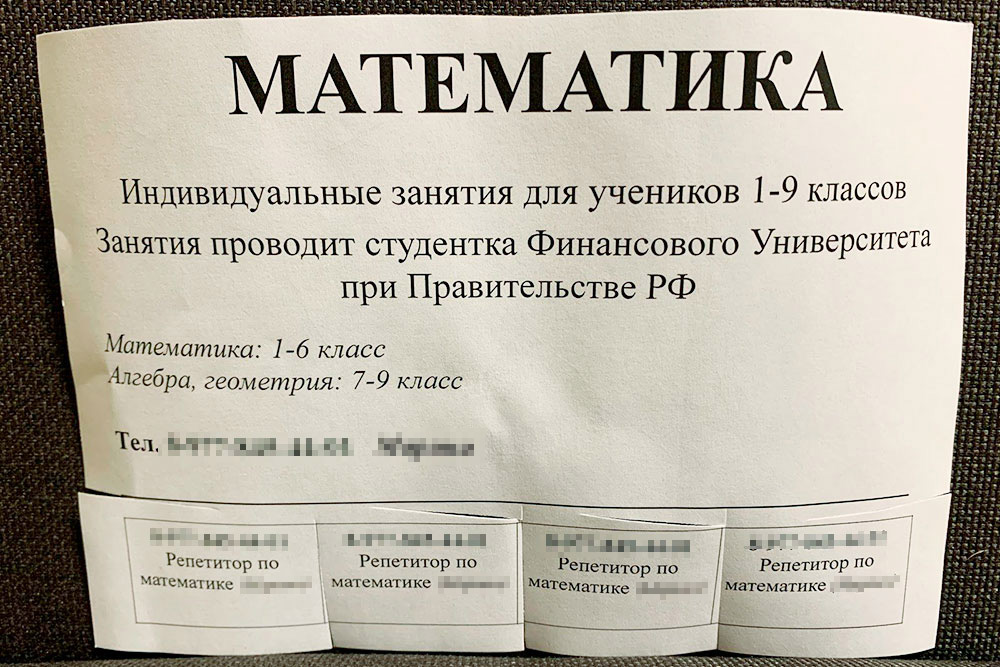 МАТЕМАТИКА
Индивидуальные занятия для учеников 1-9 классов
Занятия проводит студентка Финансового Университета
при Правительстве РФ
Математика: 1-6 класс
Алгебра, геометрия: 7-9 класс
Тел.
Репетитор по
математике
Репетитор по
математике
Репетитор по
математике
Репетитор по
математике